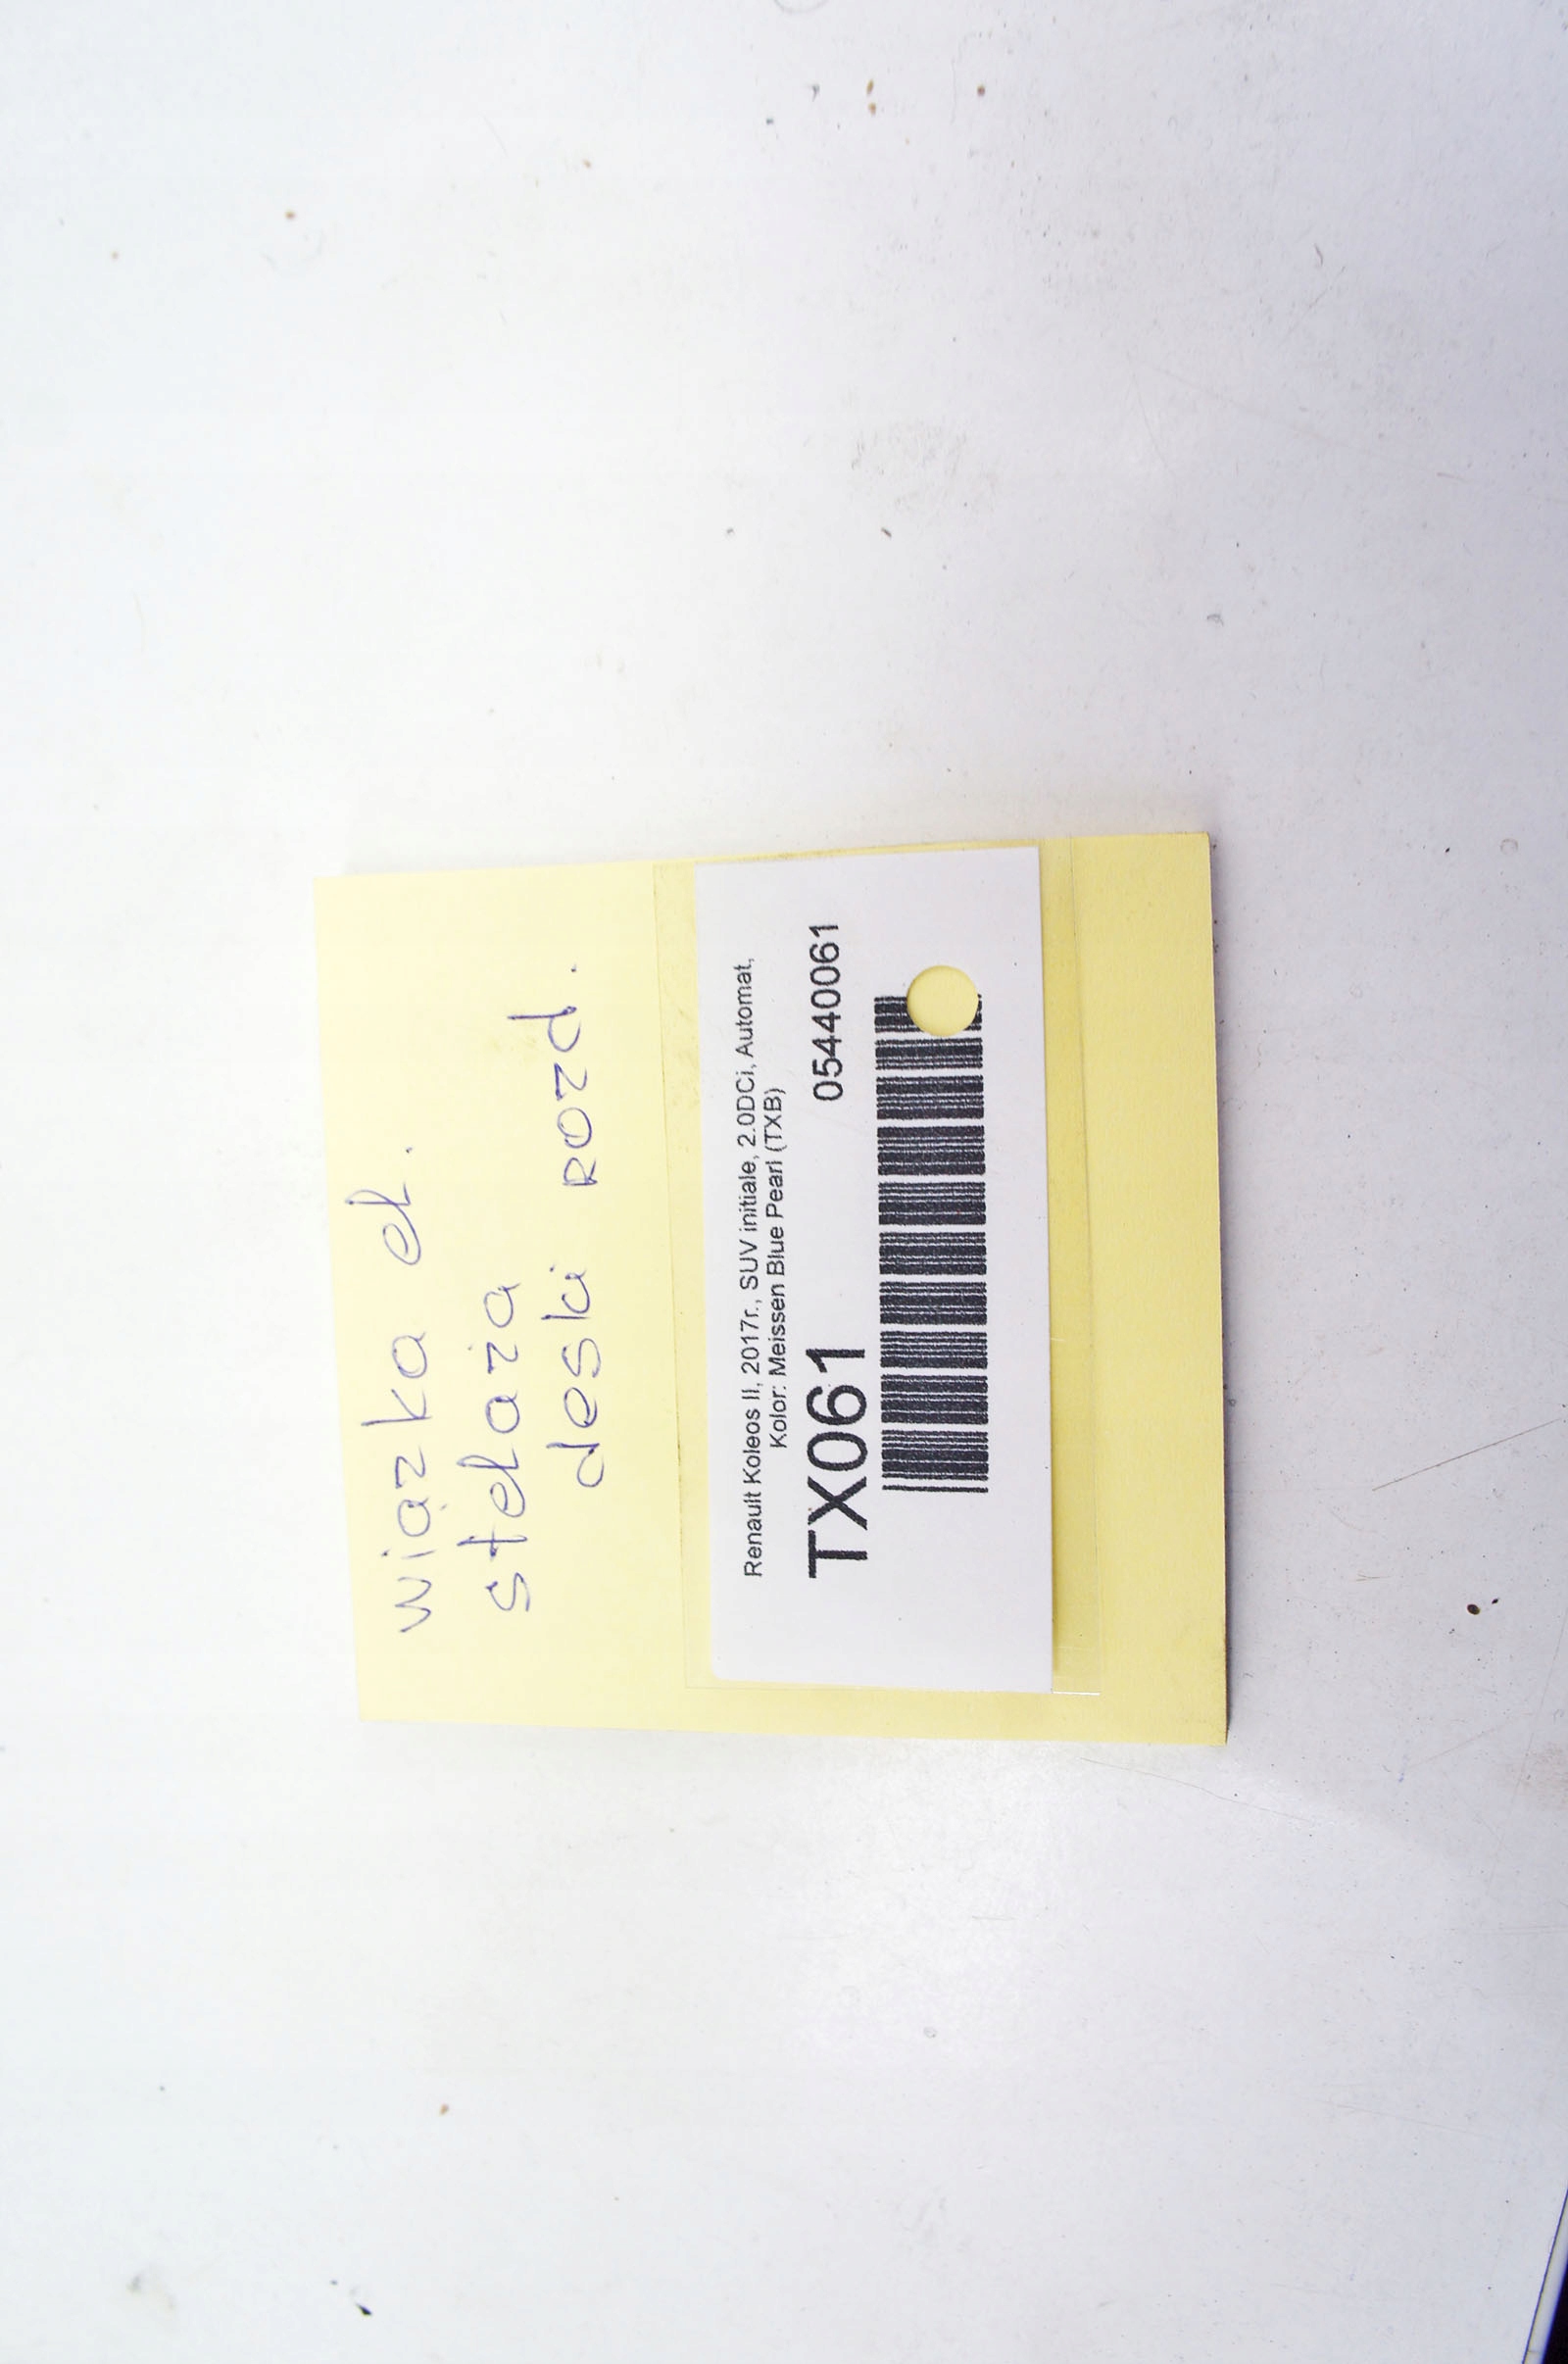 wiązka el.
stelaża
deski rozd.
Renault Koleos II, 2017r., SUV initiale, 2.0DCi, Automat,
Kolor: Meissen Blue Pearl (TXB)
TX061 05440061